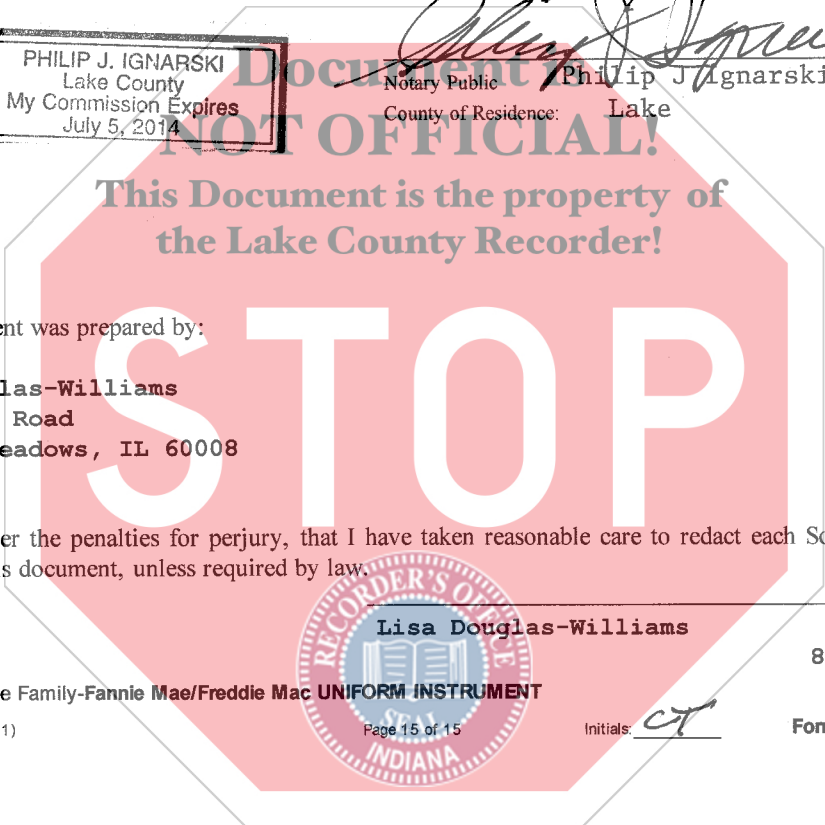 PHILIP J. IGNARSKI
Lake County
My Commission Expires
July 5, 2014
Notary Public Philip J Ignarski
County of Residence: Lake
Document is
NOT OFFICIAL!
This Document is the property of
the Lake County Recorder!
STOP
ent was prepared by:
las-Williams
Road
eadows, IL 60008
er the penalties for perjury, that I have taken reasonable care to redact each So
s document, unless required by law.
Lisa Douglas-Williams
8
RECORDER'S OFFICE
SEAL
INDIANA
e Family-Fannie Mae/Freddie Mac UNIFORM INSTRUMENT
1) Page 15 of 15 Initials: CT Fon